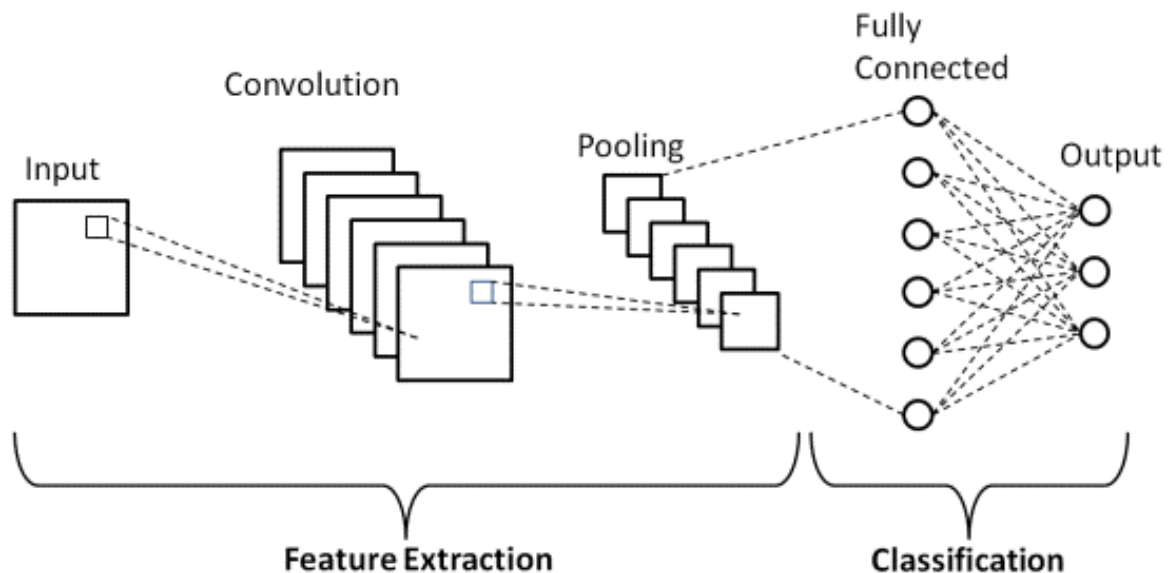 Input
Convolution
Pooling
Fully
Connected
Output
Feature Extraction
Classification